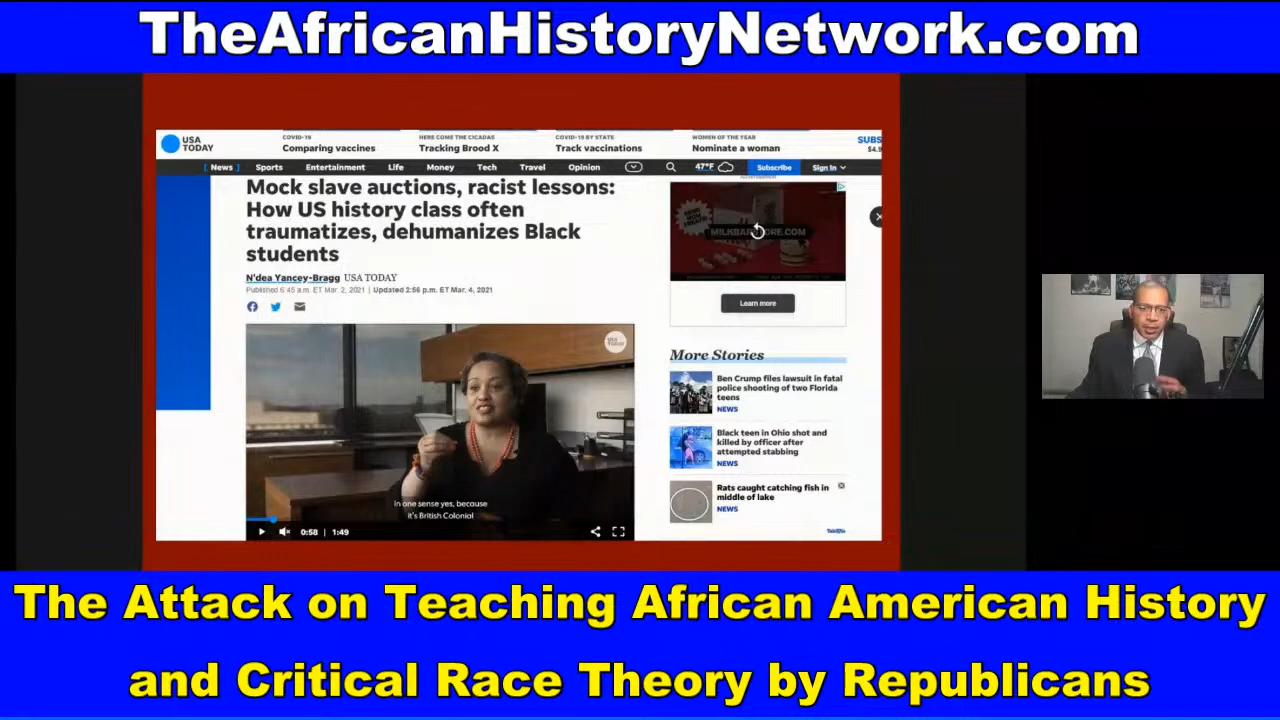 TheAfricanHistoryNetwork.com
USA
TODAY
COVID-19
Comparing vaccines
HERE COME THE CICADAS
Tracking Brood X
COVID-19 BY STATE
Track vaccinations
WOMEN OF THE YEAR
Nominate a woman
SUBS
$4.9
[ News ] Sports Entertainment Life Money Tech Travel Opinion 47°F Subscribe Sign In
Mock slave auctions, racist lessons:
How US history class often
traumatizes, dehumanizes Black
students
N'dea Yancey-Bragg USA TODAY
Published 6:45 a.m. ET Mar. 2, 2021 | Updated 2:56 p.m. ET Mar. 4, 2021
USA
TODAY
In one sense yes, because
it's British Colonial
0:58 | 1:49
Learn more
More Stories
Ben Crump files lawsuit in fatal
police shooting of two Florida
teens
NEWS
Black teen in Ohio shot and
killed by officer after
attempted stabbing
NEWS
Rats caught catching fish in
middle of lake
NEWS
The Attack on Teaching African American History
and Critical Race Theory by Republicans